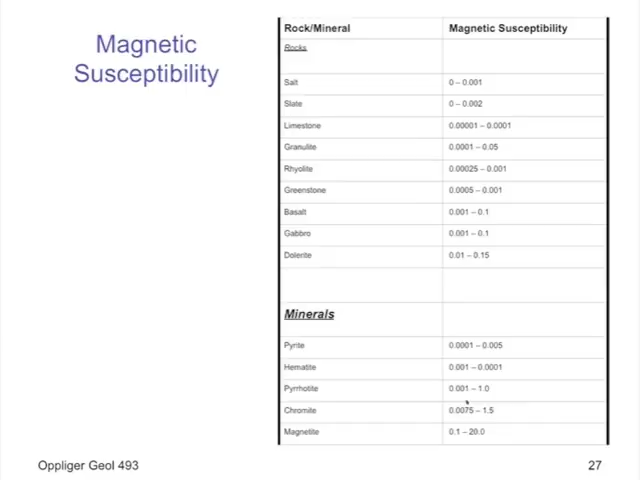 Magnetic
Susceptibility
Rock/Mineral Magnetic Susceptibility
Rocks
Salt 0 – 0.001
Slate 0 – 0.002
Limestone 0.00001 – 0.0001
Granulite 0.0001 – 0.05
Rhyolite 0.00025 – 0.001
Greenstone 0.0005 – 0.001
Basalt 0.001 – 0.1
Gabbro 0.001 – 0.1
Dolerite 0.01 – 0.15
Minerals
Pyrite 0.0001 – 0.005
Hematite 0.001 – 0.0001
Pyrrhotite 0.001 – 1.0
Chromite 0.0075 – 1.5
Magnetite 0.1 – 20.0
Oppliger Geol 493 27